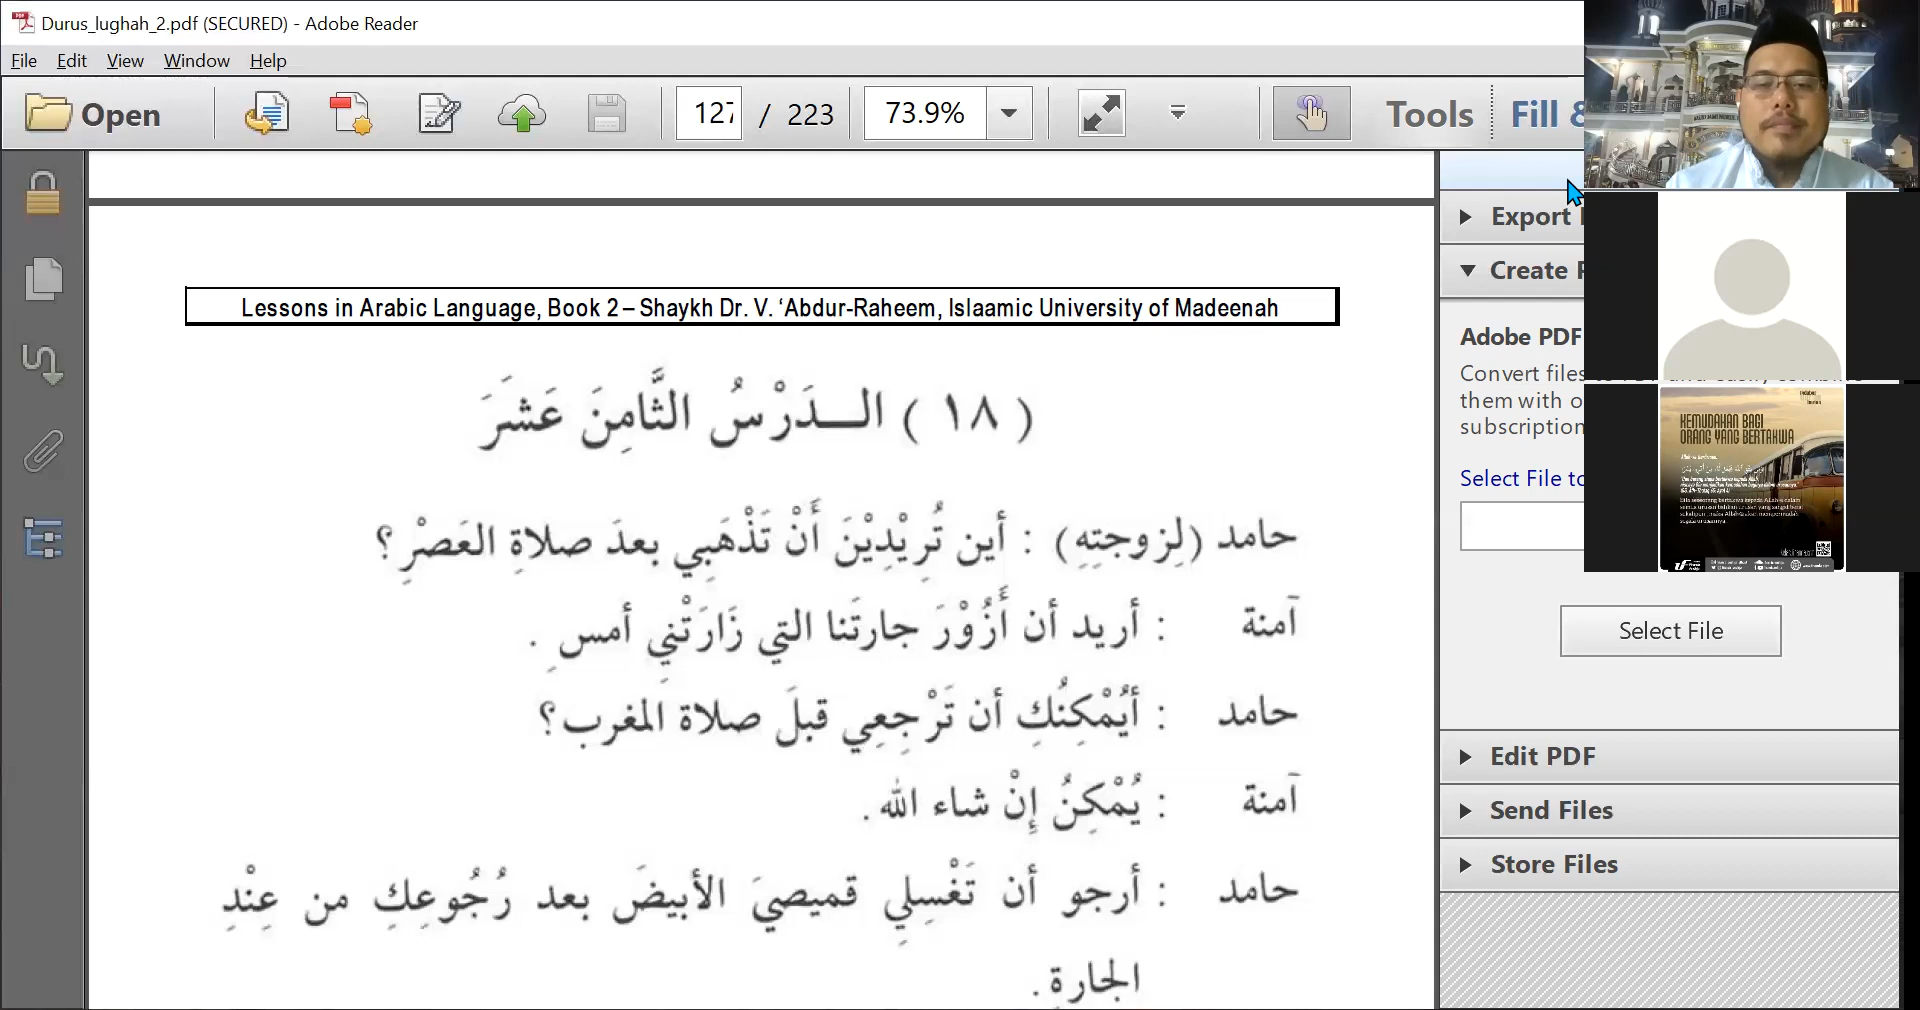 Durus_lughah_2.pdf (SECURED) - Adobe Reader
File Edit View Window Help
Open 127 / 223 73.9% Tools Fill &
Export
Create
Adobe PDF
Convert files
them with
subscription
Select File to
Select File
Edit PDF
Send Files
Store Files
Lessons in Arabic Language, Book 2 – Shaykh Dr. V. ‘Abdur-Raheem, Islaamic University of Madeenah
( ١٨ ) الـــدَرْسُ الثَّامِنَ عَشَرَ
حامد (لِزوجتِهِ) : أين تُرِيْدِيْنَ أَنْ تَذْهَبِي بعدَ صلاةِ العَصْرِ ؟
آمنة : أريد أن أَزُوْرَ جارتَنا التي زَارَتْنِي أمسِ .
حامد : أَيُمْكِنُكِ أن تَرْجِعِي قبلَ صلاة المغرب ؟
آمنة : يُمْكِنُ إِنْ شاء الله .
حامد : أرجو أن تَغْسِلِي قميصيَ الأبيضَ بعد رُجُوعِكِ من عِنْدِ
الجارةِ .
KEMUDAHAN BAGI
ORANG YANG BERTAKWA